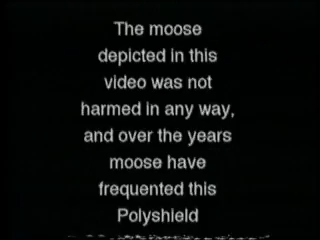 The moose
depicted in this
video was not
harmed in any way,
and over the years
moose have
frequented this
Polyshield